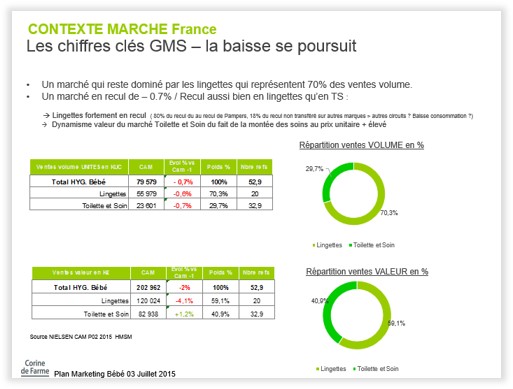 CONTEXTE MARCHE France
Les chiffres clés GMS – la baisse se poursuit
• Un marché qui reste dominé par les lingettes qui représentent 70% des ventes volume.
• Un marché en recul de – 0.7% / Recul aussi bien en lingettes qu'en TS :
→ Lingettes fortement en recul ( 80% du recul du au recul de Pampers, 18% du recul non transféré sur autres marques = autres circuits ? Baisse consommation ?)
→ Dynamisme valeur du marché Toilette et Soin du fait de la montée des soins au prix unitaire + élevé
Répartition ventes VOLUME en %
Ventes volume UNITES en NUC CAM Evol % vs Cam -1 Poids % Nbre refs
Total HYG. Bébé 79 579 - 0,7% 100% 52,9
Lingettes 55 979 -0,6% 70,3% 20
Toilette et Soin 23 601 -0,7% 29,7% 32,9
29,7%
70,3%
Lingettes Toilette et Soin
Répartition ventes VALEUR en %
Ventes valeur en K€ CAM Evol % vs Cam -1 Poids % Nbre refs
Total HYG. Bébé 202 962 -2% 100% 52,9
Lingettes 120 024 -4,1% 59,1% 20
Toilette et Soin 82 938 +1,2% 40,9% 32,9
40,9%
59,1%
Source NIELSEN CAM P02 2015 HMSM
Lingettes Toilette et Soin
Corine
de Farme
Plan Marketing Bébé 03 Juillet 2015